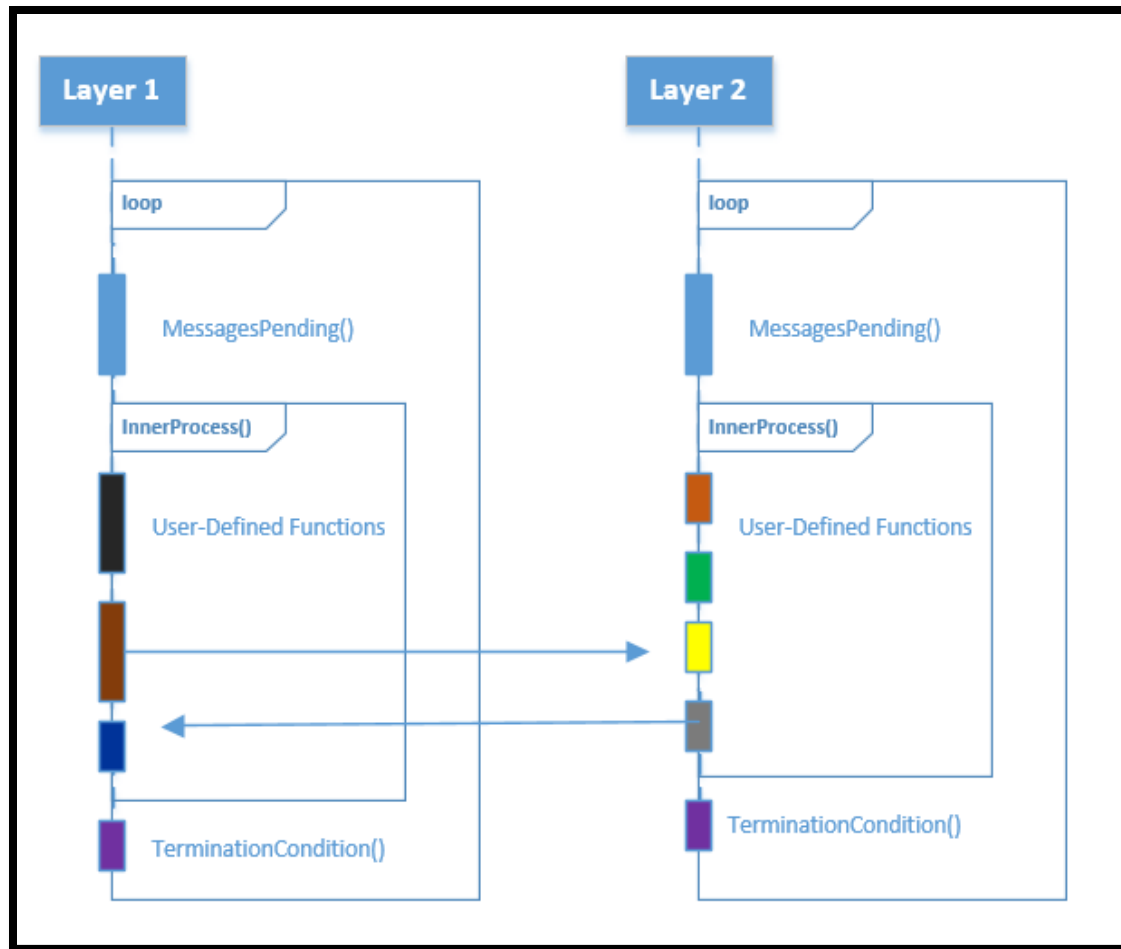 Layer 1
Layer 2
loop
loop
MessagesPending()
MessagesPending()
InnerProcess()
InnerProcess()
User-Defined Functions
User-Defined Functions
TerminationCondition()
TerminationCondition()